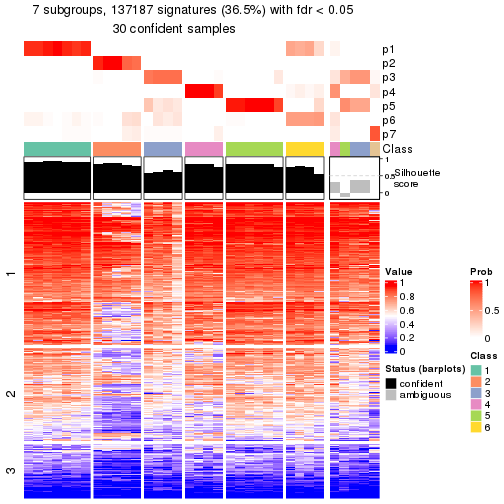 7 subgroups, 137187 signatures (36.5%) with fdr < 0.05
30 confident samples
p1
p2
p3
p4
p5
p6
p7
Class
1
0.5
0
Silhouette
score
1
2
3
Value
1
0.8
0.6
0.4
0.2
0
Status (barplots)
confident
ambiguous
Prob
1
0.5
0
Class
1
2
3
4
5
6